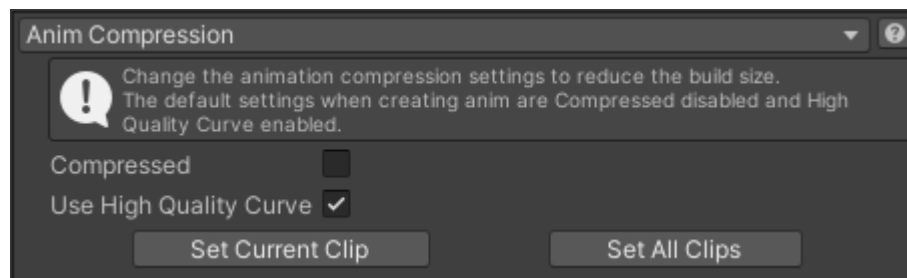 Anim Compression
Change the animation compression settings to reduce the build size.
The default settings when creating anim are Compressed disabled and High
Quality Curve enabled.
Compressed
Use High Quality Curve
Set Current Clip Set All Clips